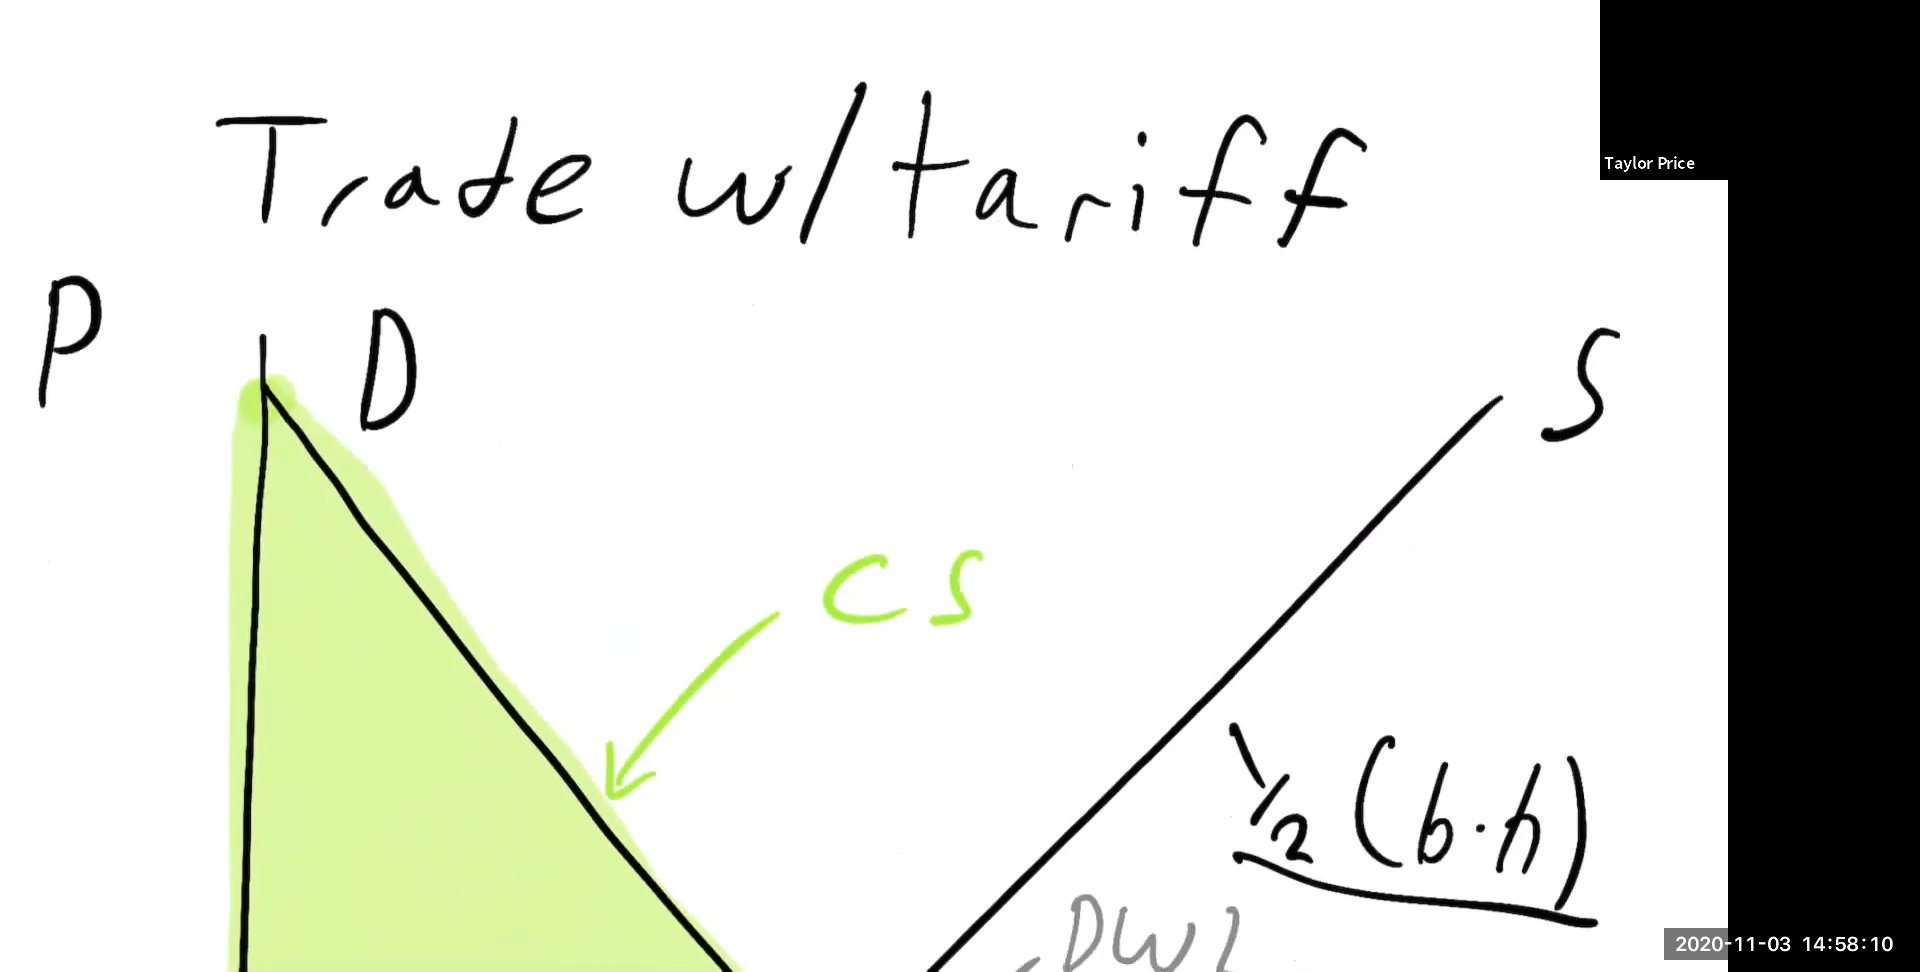 Trade w/ tariff
Taylor Price
P
D
S
CS
1/2 (b·h)
DWL
2020-11-03 14:58:10